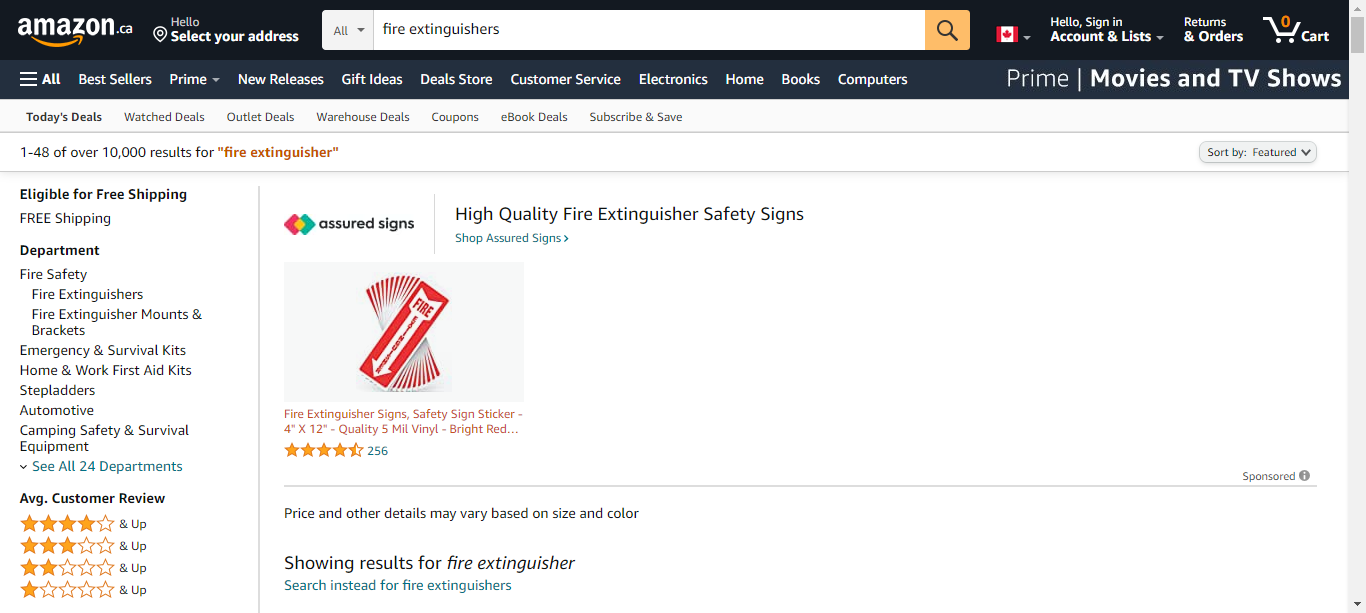 amazon.ca
Hello
Select your address
All
fire extinguishers
Hello, Sign in
Account & Lists
Returns
& Orders
0
Cart
All
Best Sellers
Prime
New Releases
Gift Ideas
Deals Store
Customer Service
Electronics
Home
Books
Computers
Prime | Movies and TV Shows
Today's Deals
Watched Deals
Outlet Deals
Warehouse Deals
Coupons
eBook Deals
Subscribe & Save
1-48 of over 10,000 results for "fire extinguisher"
Sort by: Featured
Eligible for Free Shipping
FREE Shipping
Department
Fire Safety
Fire Extinguishers
Fire Extinguisher Mounts &
Brackets
Emergency & Survival Kits
Home & Work First Aid Kits
Stepladders
Automotive
Camping Safety & Survival
Equipment
See All 24 Departments
Avg. Customer Review
& Up
& Up
& Up
& Up
assured signs
High Quality Fire Extinguisher Safety Signs
Shop Assured Signs
FIRE
Fire Extinguisher Signs, Safety Sign Sticker -
4" X 12" - Quality 5 Mil Vinyl - Bright Red...
256
Sponsored
Price and other details may vary based on size and color
Showing results for fire extinguisher
Search instead for fire extinguishers